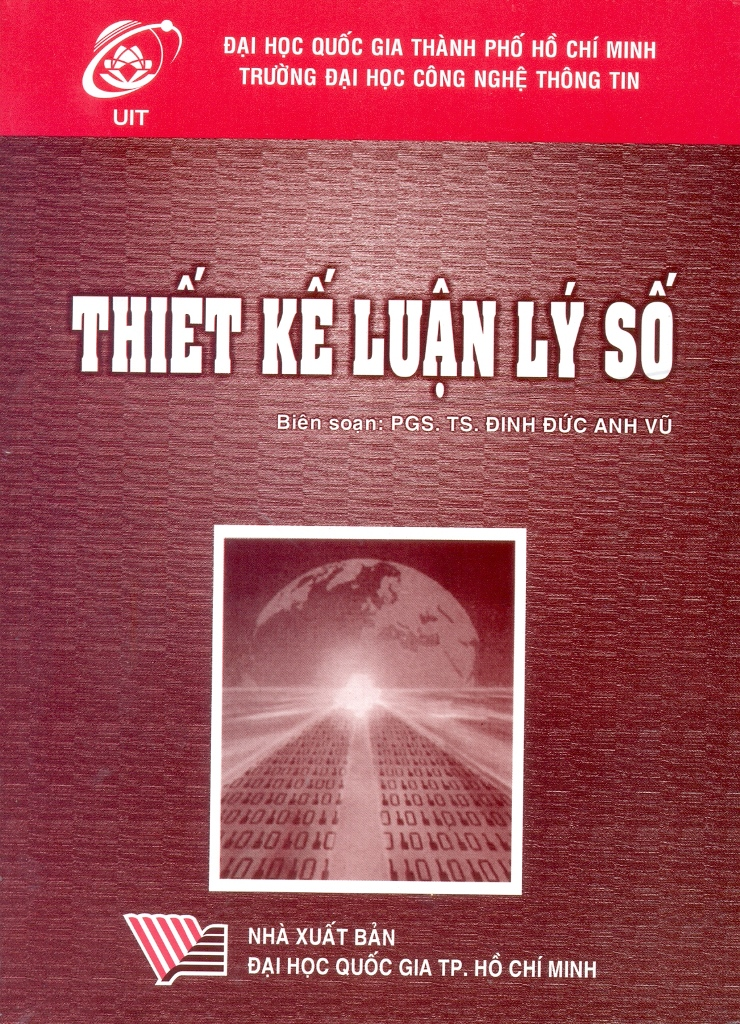 ĐẠI HỌC QUỐC GIA THÀNH PHỐ HỒ CHÍ MINH
TRƯỜNG ĐẠI HỌC CÔNG NGHỆ THÔNG TIN
UIT
THIẾT KẾ LUẬN LÝ SỐ
Biên soạn: PGS. TS. ĐINH ĐỨC ANH VŨ
NHÀ XUẤT BẢN
ĐẠI HỌC QUỐC GIA TP. HỒ CHÍ MINH